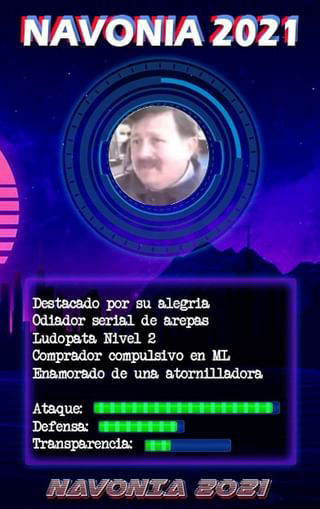 NAVONIA 2021
Destacado por su alegria
Odiador serial de arepas
Ludopata Nivel 2
Comprador compulsivo en ML
Enamorado de una atornilladora
Ataque:
Defensa:
Transparencia:
NAVONIA 2021